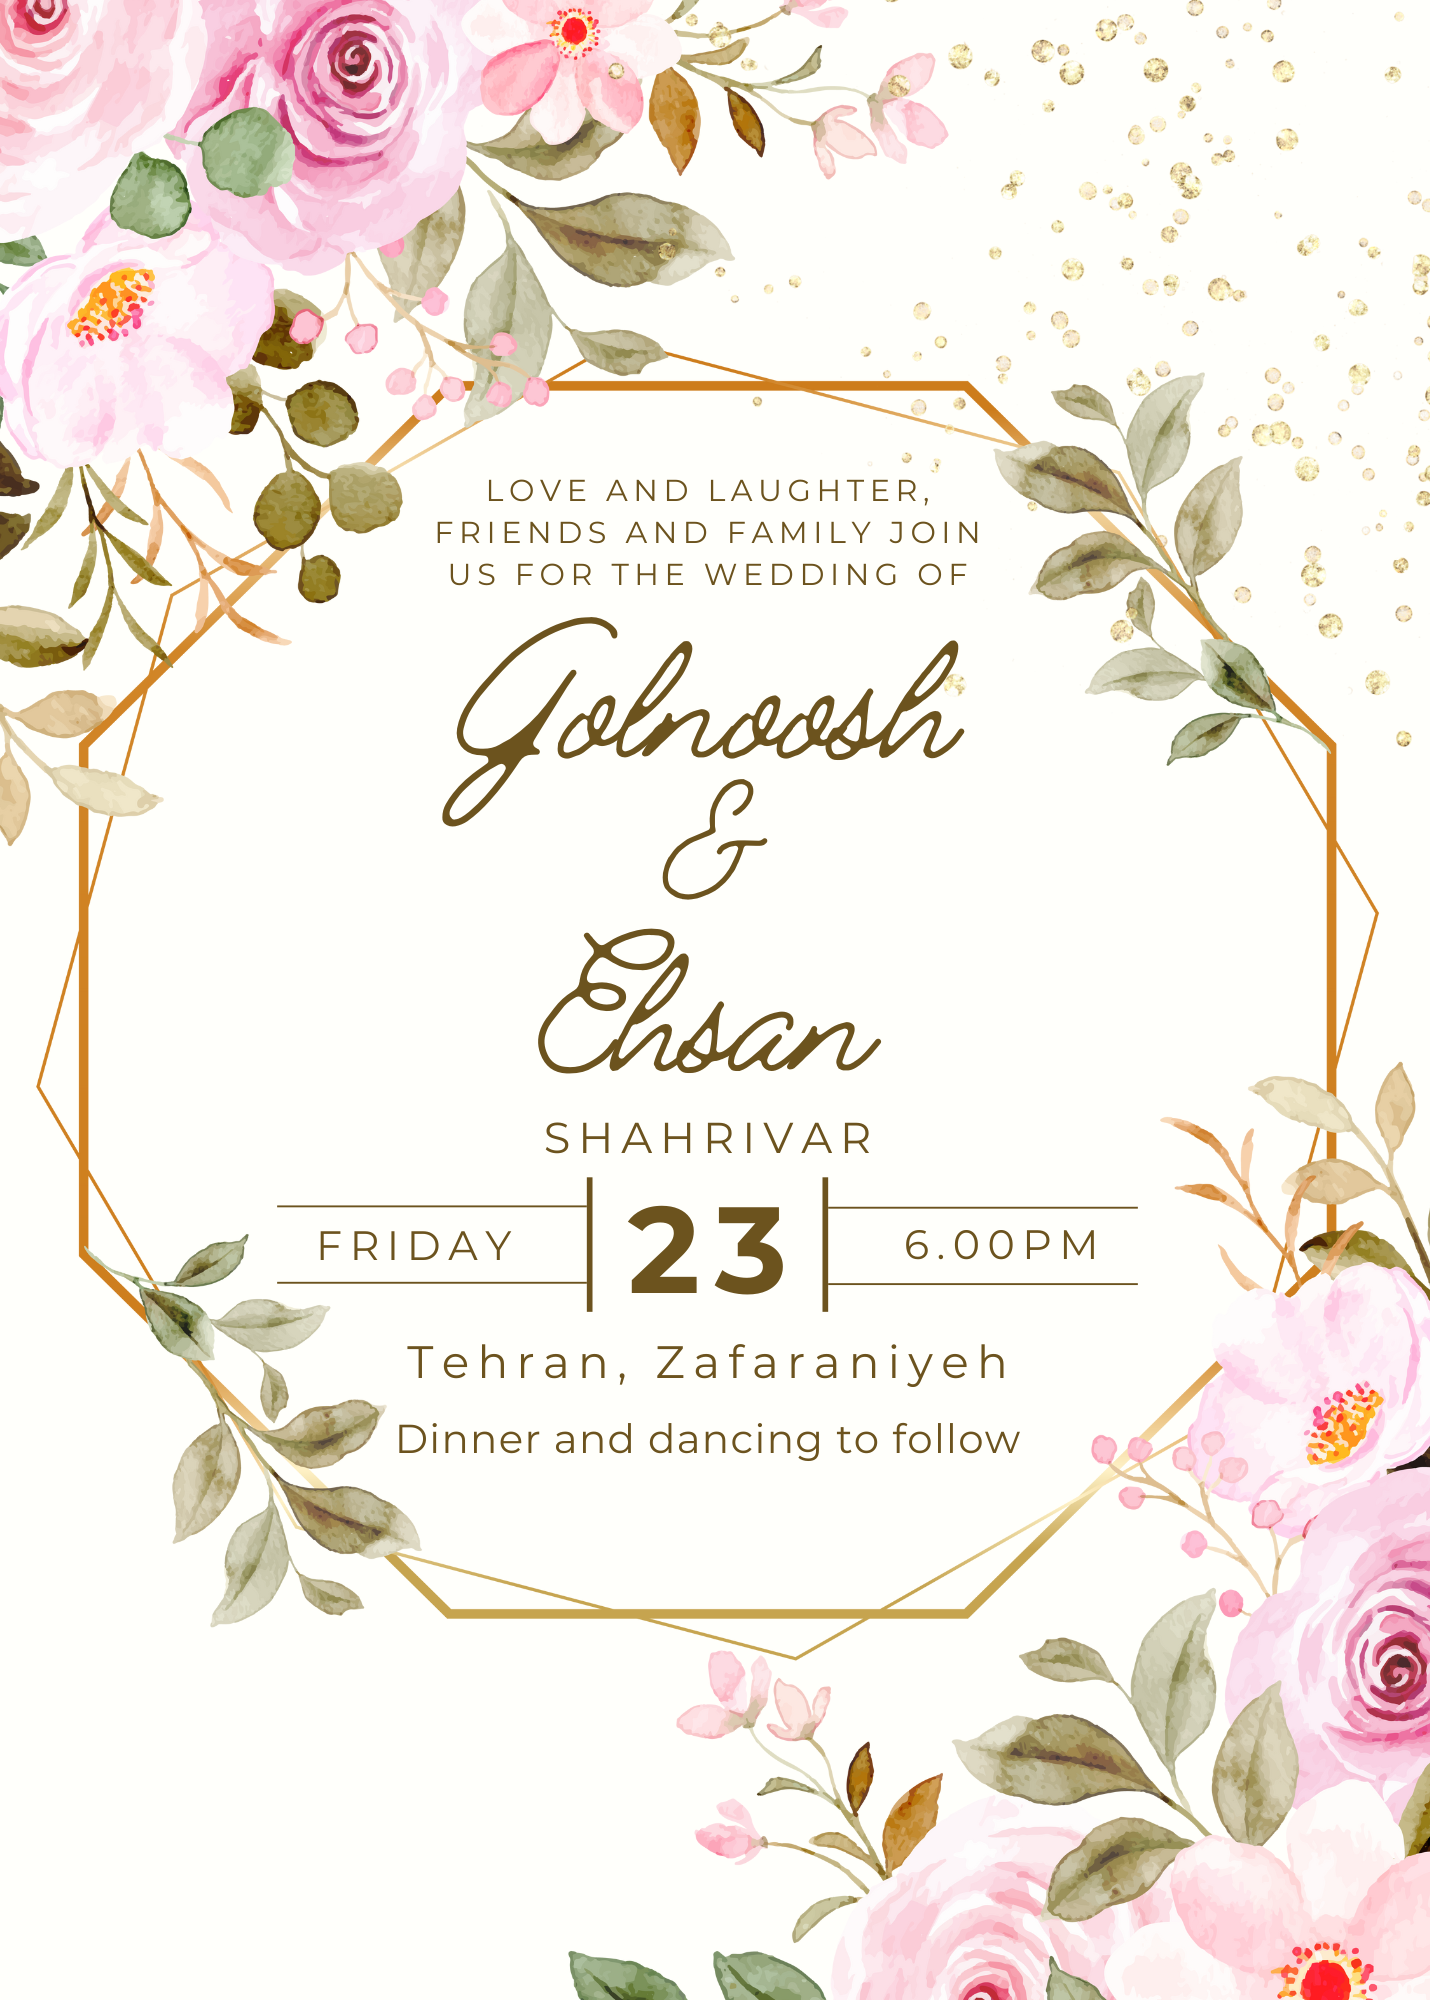 LOVE AND LAUGHTER,
FRIENDS AND FAMILY JOIN
US FOR THE WEDDING OF
Golnoosh
&
Ehsan
SHAHRIVAR
FRIDAY
23
6.00PM
Tehran, Zafaraniyeh
Dinner and dancing to follow